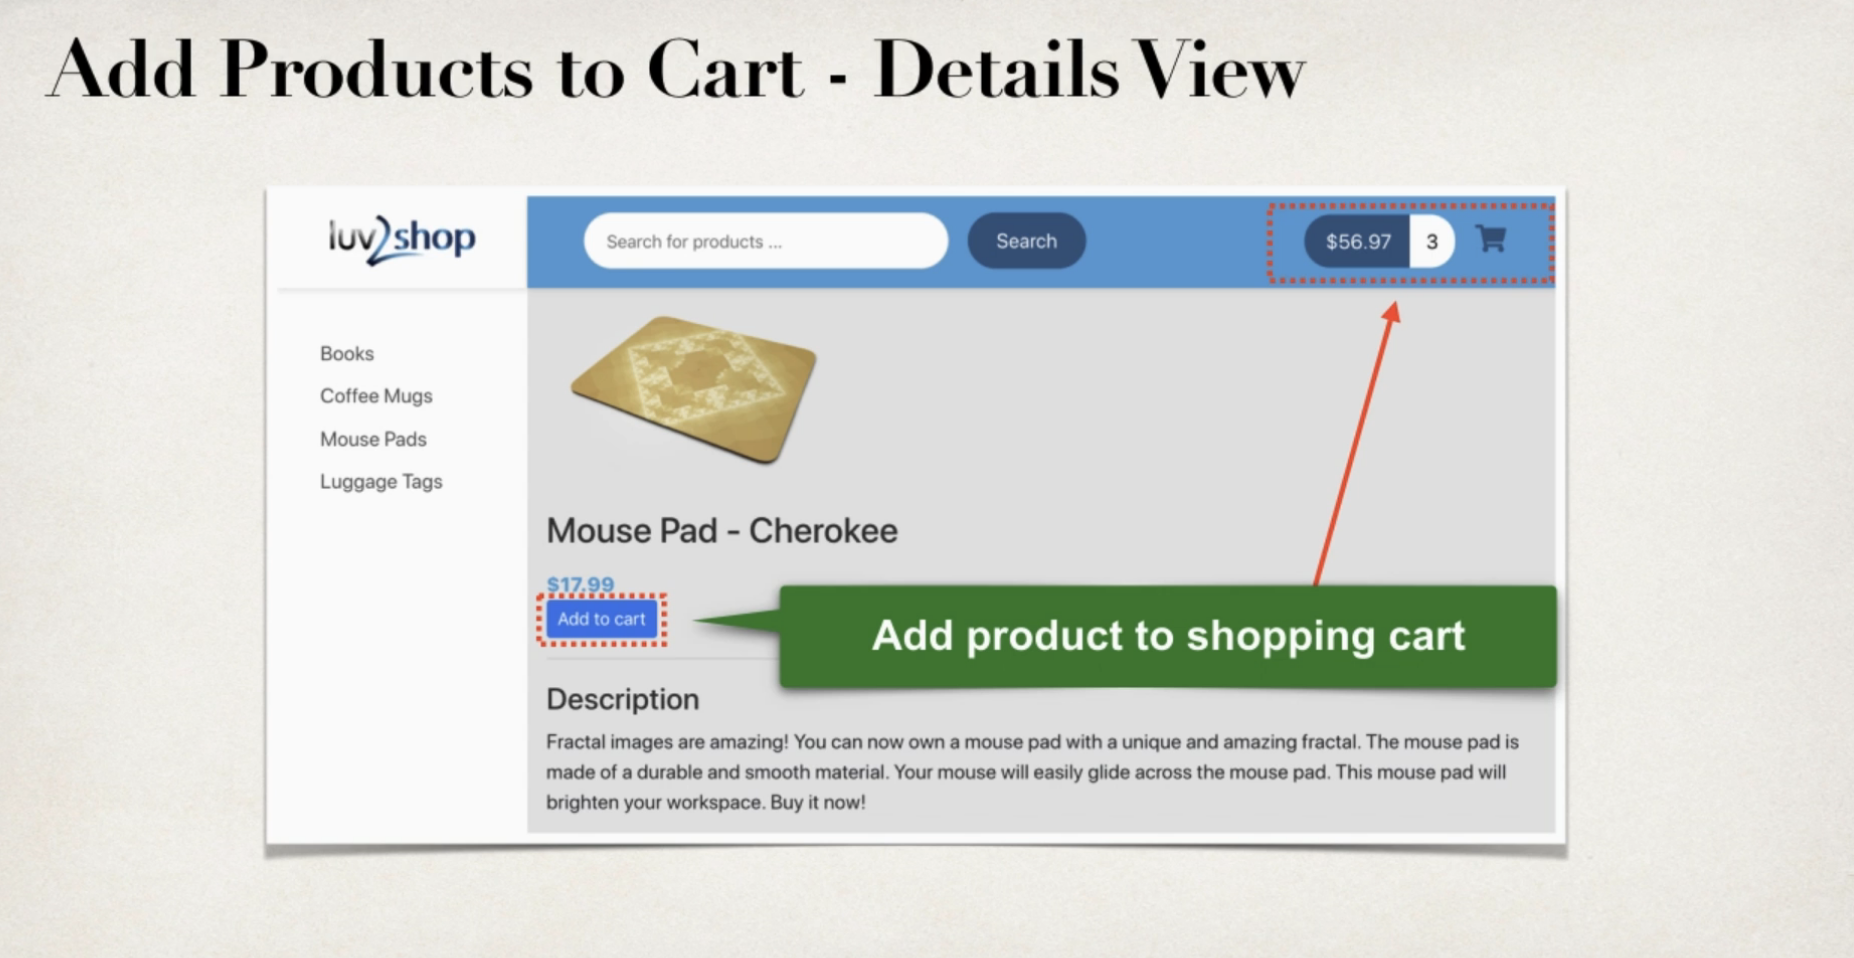 Add Products to Cart - Details View
luv2shop
Search for products ...
Search
$56.97
3
Books
Coffee Mugs
Mouse Pads
Luggage Tags
Mouse Pad - Cherokee
$17.99
Add to cart
Add product to shopping cart
Description
Fractal images are amazing! You can now own a mouse pad with a unique and amazing fractal. The mouse pad is
made of a durable and smooth material. Your mouse will easily glide across the mouse pad. This mouse pad will
brighten your workspace. Buy it now!